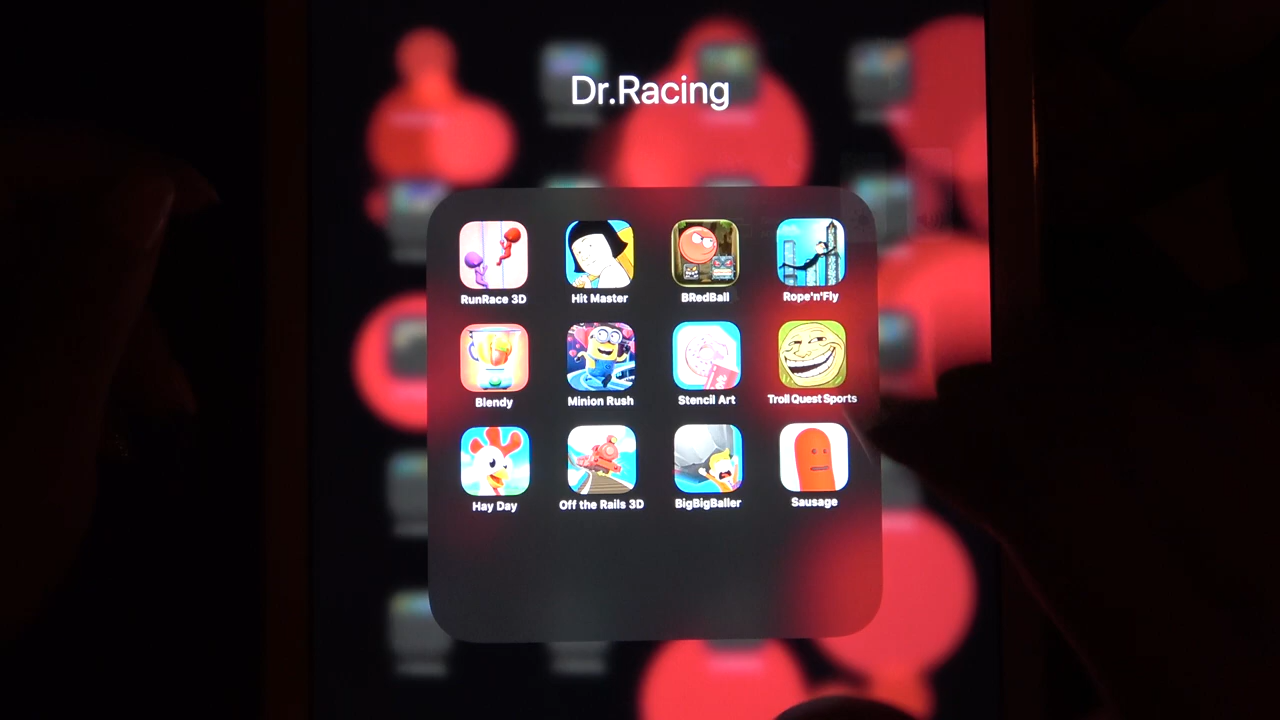 Dr.Racing
RunRace 3D
Hit Master
BRedBall
Rope'n'Fly
Blendy
Minion Rush
Stencil Art
Troll Quest Sports
Hay Day
Off the Rails 3D
BigBigBaller
Sausage